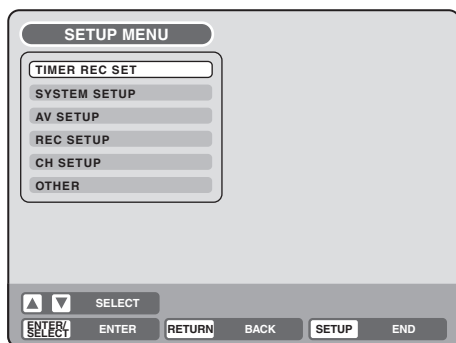 SETUP MENU
TIMER REC SET
SYSTEM SETUP
AV SETUP
REC SETUP
CH SETUP
OTHER
▲ ▼ SELECT
ENTER/
SELECT ENTER RETURN BACK SETUP END